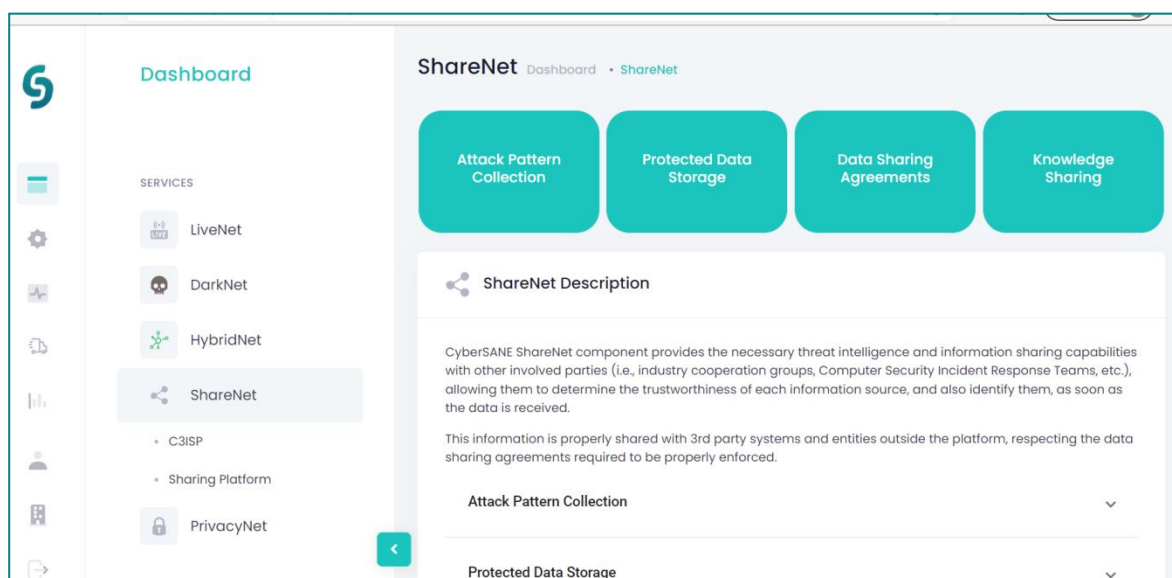 Dashboard
SERVICES
LIVE
LiveNet
DarkNet
HybridNet
ShareNet
• C3ISP
• Sharing Platform
PrivacyNet
ShareNet Dashboard • ShareNet
Attack Pattern
Collection
Protected Data
Storage
Data Sharing
Agreements
Knowledge
Sharing
ShareNet Description
CyberSANE ShareNet component provides the necessary threat intelligence and information sharing capabilities
with other involved parties (i.e., industry cooperation groups, Computer Security Incident Response Teams, etc.),
allowing them to determine the trustworthiness of each information source, and also identify them, as soon as
the data is received.
This information is properly shared with 3rd party systems and entities outside the platform, respecting the data
sharing agreements required to be properly enforced.
Attack Pattern Collection
Protected Data Storage